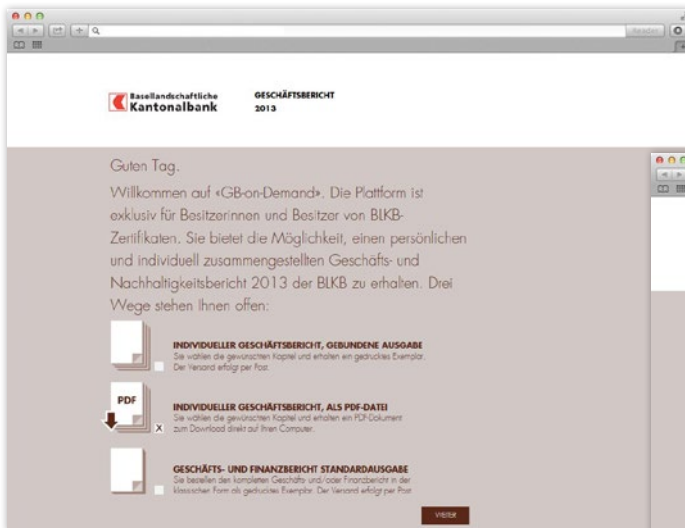 Reader
Basellandschaftliche
Kantonalbank
GESCHÄFTSBERICHT
2013
Guten Tag.
Willkommen auf «GB-on-Demand». Die Plattform ist
exklusiv für Besitzerinnen und Besitzer von BLKB-
Zertifikaten. Sie bietet die Möglichkeit, einen persönlichen
und individuell zusammengestellten Geschäfts- und
Nachhaltigkeitsbericht 2013 der BLKB zu erhalten. Drei
Wege stehen Ihnen offen:
INDIVIDUELLER GESCHÄFTSBERICHT, GEBUNDENE AUSGABE
Sie wählen die gewünschten Kapitel und erhalten ein gedrucktes Exemplar.
Der Versand erfolgt per Post.
PDF
X
INDIVIDUELLER GESCHÄFTSBERICHT, ALS PDF-DATEI
Sie wählen die gewünschten Kapitel und erhalten ein PDF-Dokument
zum Download direkt auf Ihren Computer.
GESCHÄFTS- UND FINANZBERICHT STANDARDAUSGABE
Sie bestellen den kompletten Geschäfts- und/oder Finanzbericht in der
klassischen Form als gedrucktes Exemplar. Der Versand erfolgt per Post.
WEITER